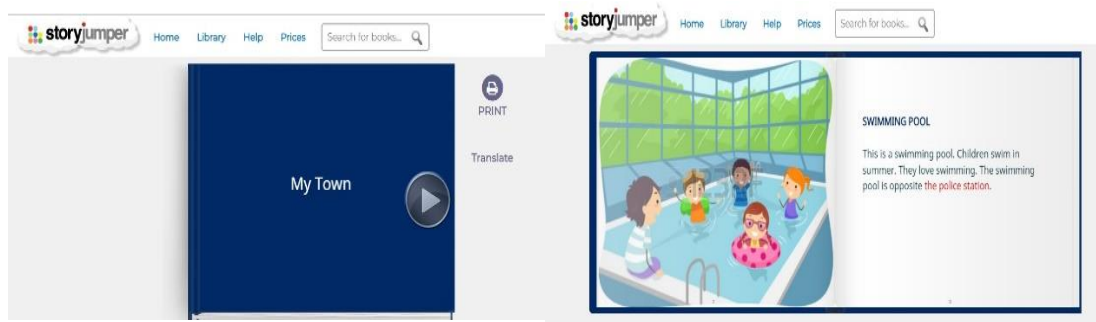 storyjumper
Home Library Help Prices Search for books...
PRINT
Translate
My Town
storyjumper
Home Library Help Prices Search for books...
SWIMMING POOL
This is a swimming pool. Children swim in
summer. They love swimming. The swimming
pool is opposite the police station.